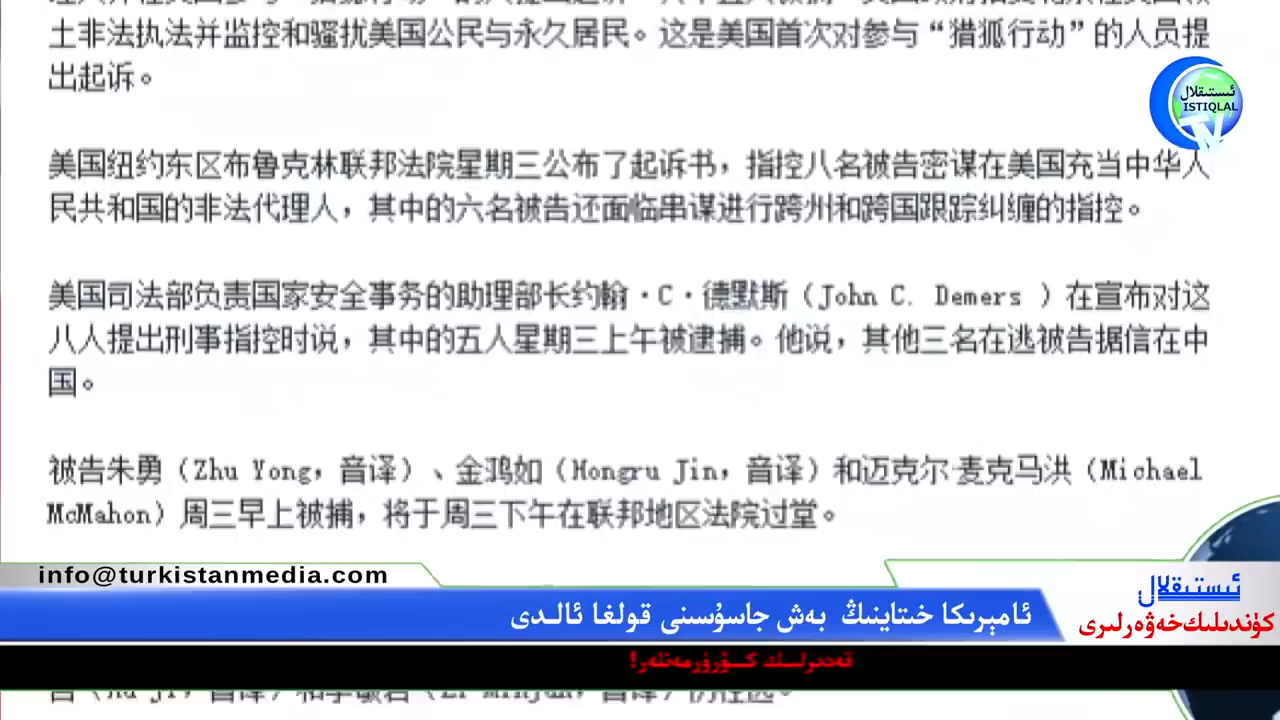 土非法执法并监控和骚扰美国公民与永久居民。这是美国首次对参与“猎狐行动”的人员提
出起诉。
ئىستىقلال
ISTIQLAL
美国纽约东区布鲁克林联邦法院星期三公布了起诉书，指控八名被告密谋在美国充当中华人
民共和国的非法代理人，其中的六名被告还面临串谋进行跨州和跨国跟踪纠缠的指控。
美国司法部负责国家安全事务的助理部长约翰·C·德默斯（John C. Demers ）在宣布对这
八人提出刑事指控时说，其中的五人星期三上午被逮捕。他说，其他三名在逃被告据信在中
国。
被告朱勇（Zhu Yong，音译）、金鸿如（Hongru Jin，音译）和迈克尔·麦克马洪（Michael
McMahon）周三早上被捕，将于周三下午在联邦地区法院过堂。
info@turkistanmedia.com
ئىستىقلال
كۈندىلىك خەۋەرلىرى
ئامېرىكا خىتاينىڭ بەش جاسۇسىنى قولغا ئالدى
قەدىرلىك كۆرۈرمەنلەر!